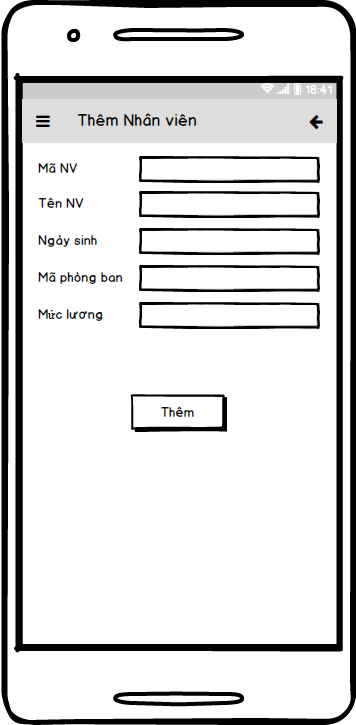 18:41
Thêm Nhân viên
Mã NV
Tên NV
Ngày sinh
Mã phòng ban
Mức lương
Thêm